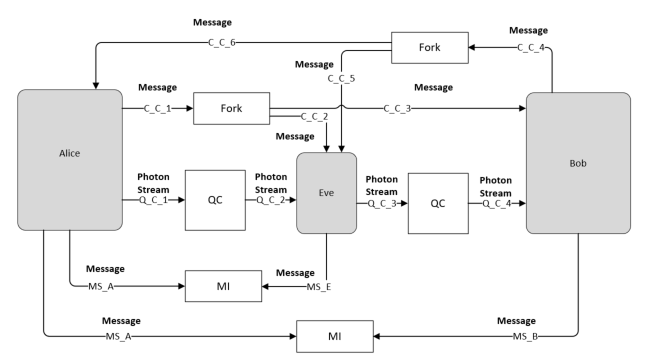 Message
C_C_6
Fork
C_C_4
Message
Message
C_C_5
Message
C_C_1
Fork
C_C_3
Message
C_C_2
Message
Alice
Eve
Bob
Photon
Stream
Q_C_1
QC
Photon
Stream
Q_C_2
Photon
Stream
Q_C_3
QC
Photon
Stream
Q_C_4
Message
MS_A
MI
Message
MS_E
Message
MS_A
MI
Message
MS_B